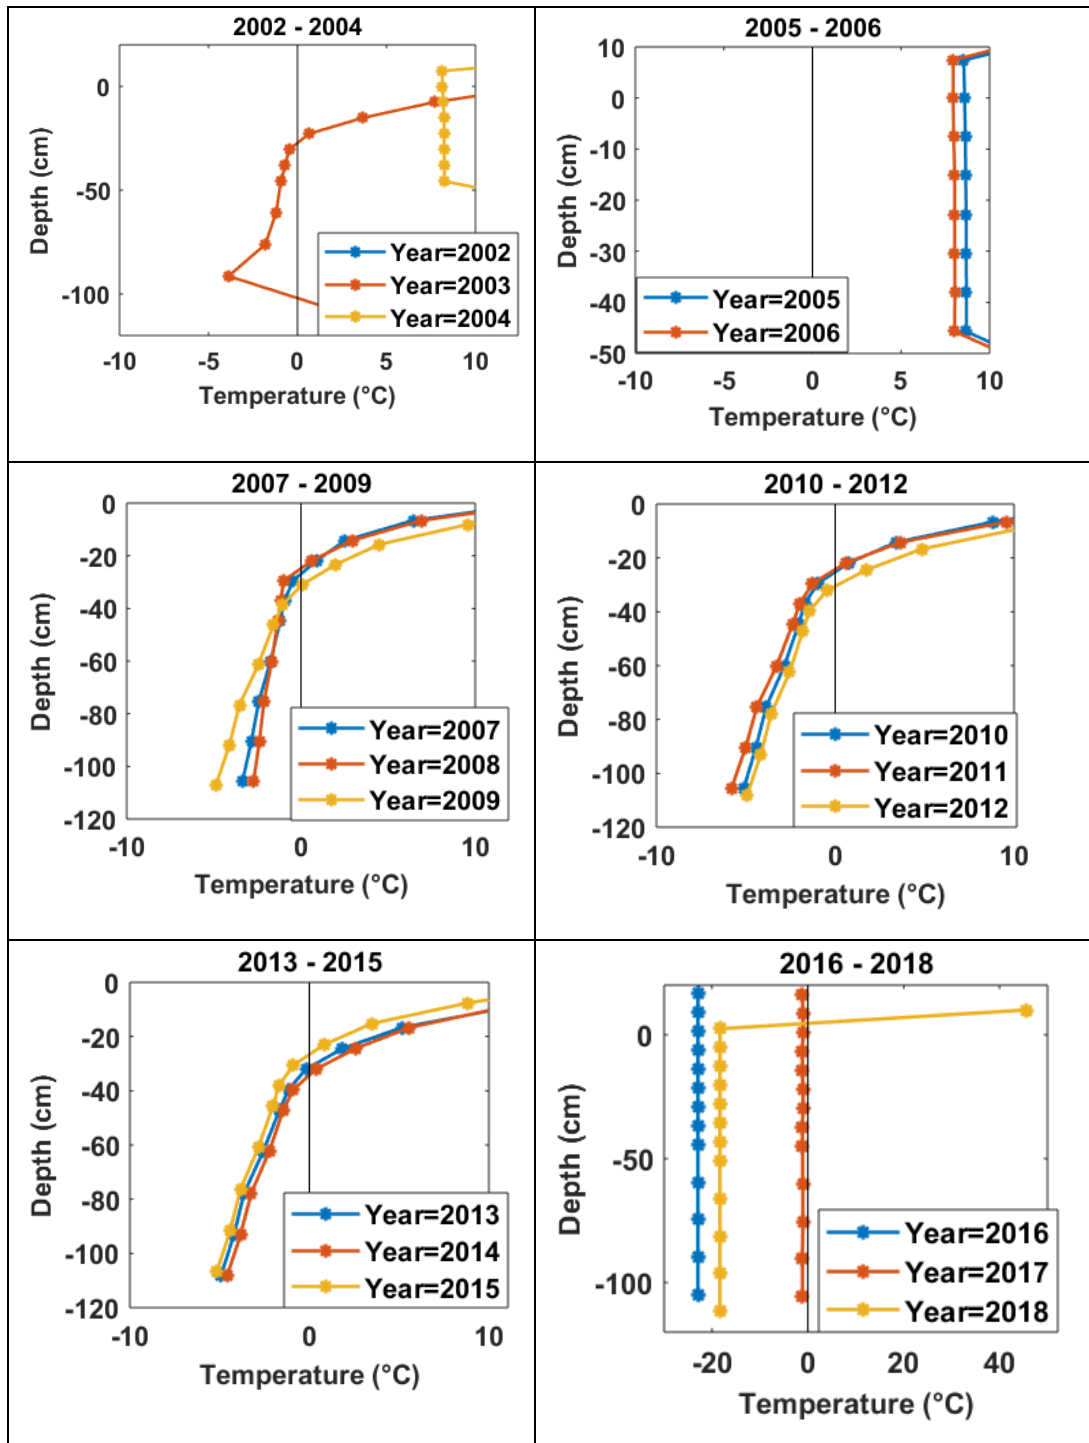 2002 - 2004
0
-50
-100
Depth (cm)
Year=2002
Year=2003
Year=2004
-10 -5 0 5 10
Temperature (°C)
2005 - 2006
10
0
-10
-20
-30
-40
-50
Depth (cm)
Year=2005
Year=2006
-10 -5 0 5 10
Temperature (°C)
2007 - 2009
0
-20
-40
-60
-80
-100
-120
Depth (cm)
Year=2007
Year=2008
Year=2009
-10 0 10
Temperature (°C)
2010 - 2012
0
-20
-40
-60
-80
-100
-120
Depth (cm)
Year=2010
Year=2011
Year=2012
-10 0 10
Temperature (°C)
2013 - 2015
0
-20
-40
-60
-80
-100
-120
Depth (cm)
Year=2013
Year=2014
Year=2015
-10 0 10
Temperature (°C)
2016 - 2018
0
-50
-100
Depth (cm)
Year=2016
Year=2017
Year=2018
-20 0 20 40
Temperature (°C)